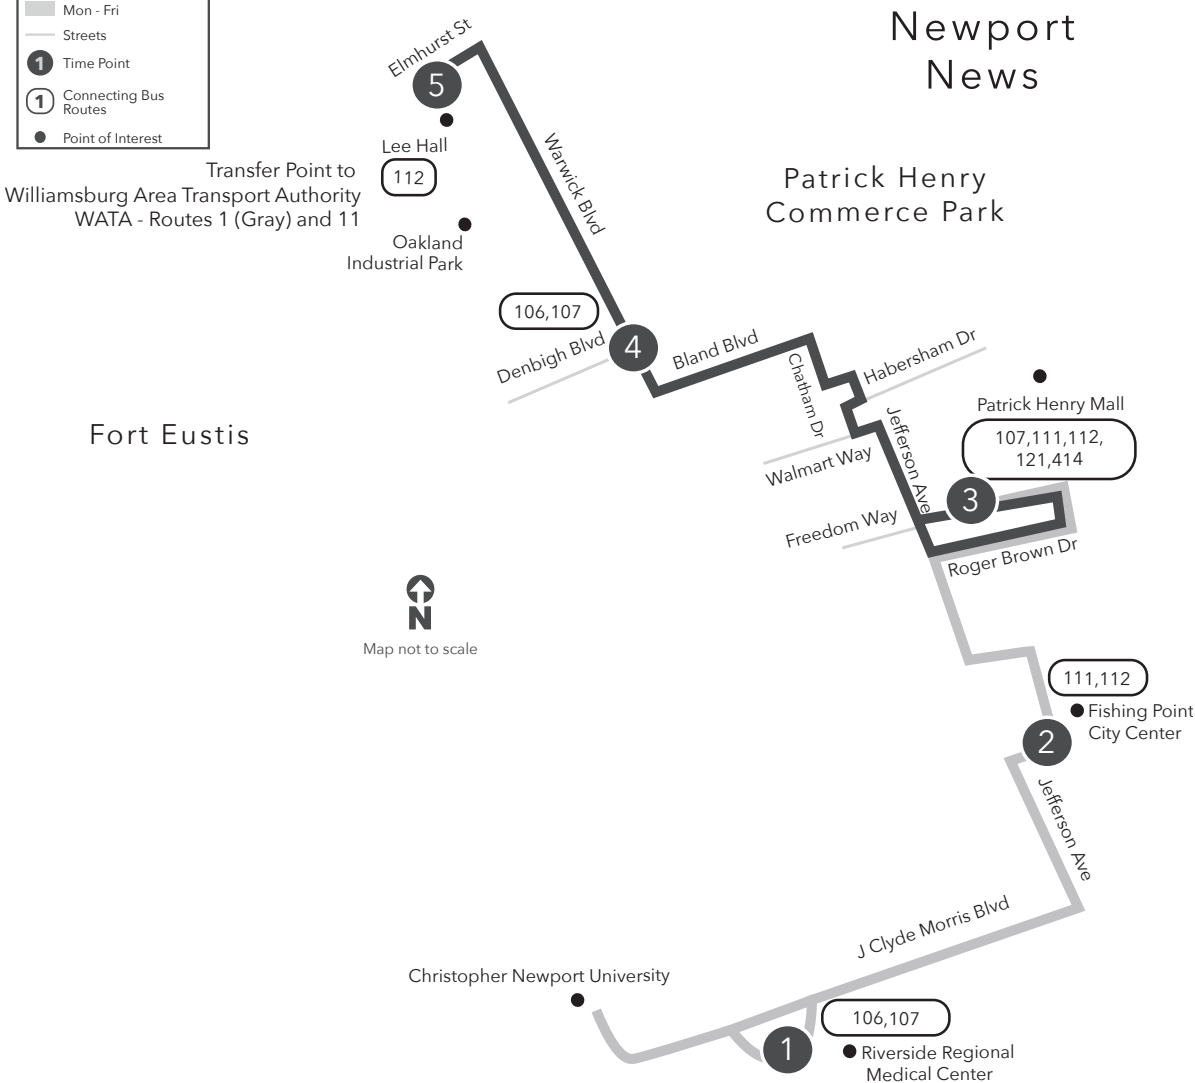 Mon - Fri
Streets
1
Time Point
1
Connecting Bus
Routes
Point of Interest
Newport
News
Elmhurst St
5
Lee Hall
112
Transfer Point to
Williamsburg Area Transport Authority
WATA - Routes 1 (Gray) and 11
Warwick Blvd
Patrick Henry
Commerce Park
Oakland
Industrial Park
106,107
Denbigh Blvd
4
Bland Blvd
Chatham Dr
Habersham Dr
Patrick Henry Mall
107,111,112,
121,414
Jefferson Ave
Walmart Way
3
Freedom Way
Roger Brown Dr
Fort Eustis
N
Map not to scale
111,112
Fishing Point
City Center
2
Jefferson Ave
J Clyde Morris Blvd
Christopher Newport University
106,107
1
Riverside Regional
Medical Center